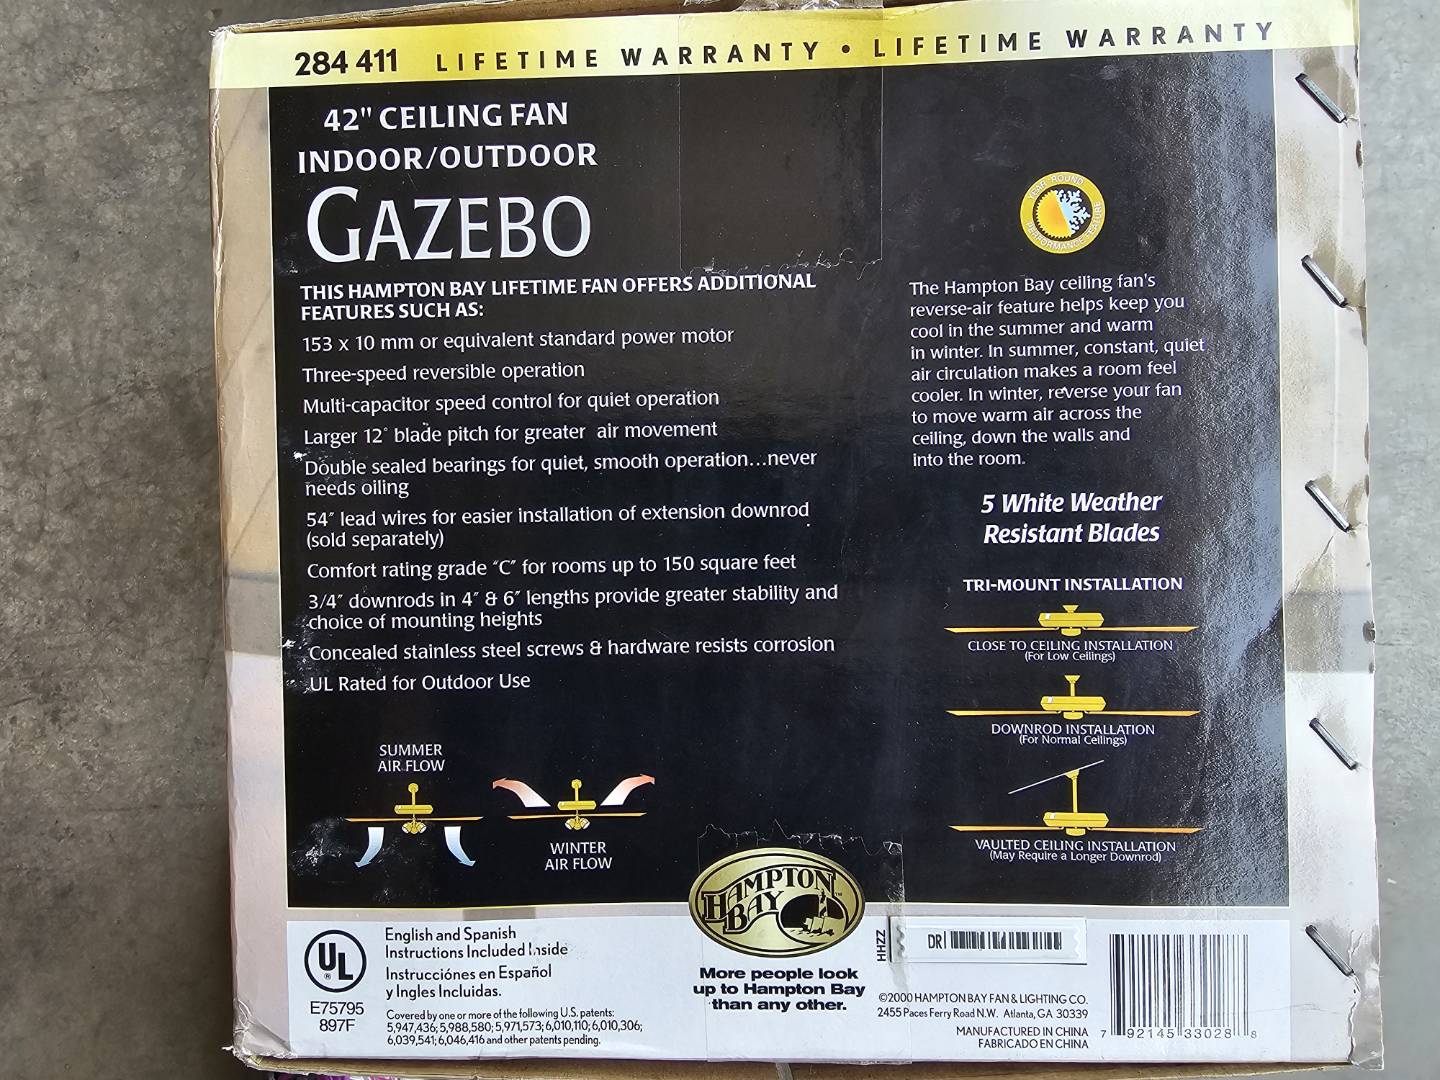 284 411 LIFETIME WARRANTY • LIFETIME WARRANTY
42" CEILING FAN
INDOOR/OUTDOOR
GAZEBO
THIS HAMPTON BAY LIFETIME FAN OFFERS ADDITIONAL
FEATURES SUCH AS:
153 x 10 mm or equivalent standard power motor
Three-speed reversible operation
Multi-capacitor speed control for quiet operation
Larger 12° blade pitch for greater air movement
Double sealed bearings for quiet, smooth operation...never
needs oiling
54" lead wires for easier installation of extension downrod
(sold separately)
Comfort rating grade "C" for rooms up to 150 square feet
3/4" downrods in 4" & 6" lengths provide greater stability and
choice of mounting heights
Concealed stainless steel screws & hardware resists corrosion
UL Rated for Outdoor Use
SUMMER
AIR FLOW
WINTER
AIR FLOW
YEAR ROUND
PERFORMANCE FEATURE
The Hampton Bay ceiling fan's
reverse-air feature helps keep you
cool in the summer and warm
in winter. In summer, constant, quiet
air circulation makes a room feel
cooler. In winter, reverse your fan
to move warm air across the
ceiling, down the walls and
into the room.
5 White Weather
Resistant Blades
TRI-MOUNT INSTALLATION
CLOSE TO CEILING INSTALLATION
(For Low Ceilings)
DOWNROD INSTALLATION
(For Normal Ceilings)
VAULTED CEILING INSTALLATION
(May Require a Longer Downrod)
UL
®
E75795
897F
English and Spanish
Instructions Included Inside
Instrucciónes en Español
y Ingles Incluidas.
Covered by one or more of the following U.S. patents:
5,947,436; 5,988,580; 5,971,573; 6,010,110; 6,010,306;
6,039,541; 6,046,416 and other patents pending.
HAMPTON
BAY
™
More people look
up to Hampton Bay
than any other.
HHZZ
DR
©2000 HAMPTON BAY FAN & LIGHTING CO.
2455 Paces Ferry Road N.W. Atlanta, GA 30339
MANUFACTURED IN CHINA
FABRICADO EN CHINA
7 92145 33028 8